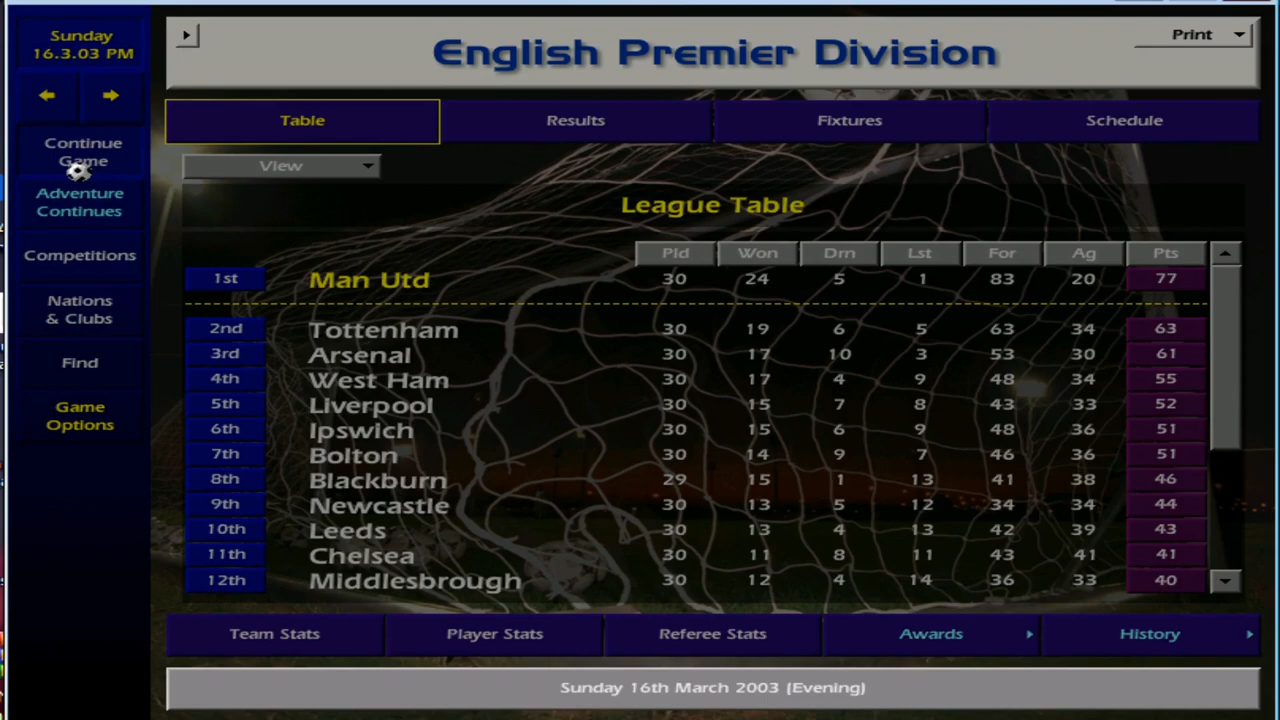 Sunday
16.3.03 PM
Continue
Game
Adventure
Continues
Competitions
Nations
& Clubs
Find
Game
Options
English Premier Division
Print
Table Results Fixtures Schedule
View
League Table
Pld Won Drn Lst For Ag Pts
1st Man Utd 30 24 5 1 83 20 77
2nd Tottenham 30 19 6 5 63 34 63
3rd Arsenal 30 17 10 3 53 30 61
4th West Ham 30 17 4 9 48 34 55
5th Liverpool 30 15 7 8 43 33 52
6th Ipswich 30 15 6 9 48 36 51
7th Bolton 30 14 9 7 46 36 51
8th Blackburn 29 15 1 13 41 38 46
9th Newcastle 30 13 5 12 34 34 44
10th Leeds 30 13 4 13 42 39 43
11th Chelsea 30 11 8 11 43 41 41
12th Middlesbrough 30 12 4 14 36 33 40
Team Stats Player Stats Referee Stats Awards History
Sunday 16th March 2003 (Evening)